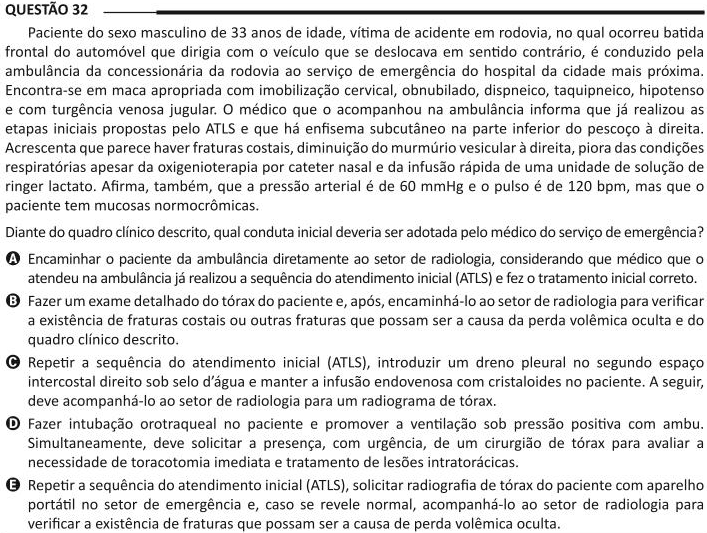 QUESTÃO 32
Paciente do sexo masculino de 33 anos de idade, vítima de acidente em rodovia, no qual ocorreu batida
frontal do automóvel que dirigia com o veículo que se deslocava em sentido contrário, é conduzido pela
ambulância da concessionária da rodovia ao serviço de emergência do hospital da cidade mais próxima.
Encontra-se em maca apropriada com imobilização cervical, obnubilado, dispneico, taquipneico, hipotenso
e com turgência venosa jugular. O médico que o acompanhou na ambulância informa que já realizou as
etapas iniciais propostas pelo ATLS e que há enfisema subcutâneo na parte inferior do pescoço à direita.
Acrescenta que parece haver fraturas costais, diminuição do murmúrio vesicular à direita, piora das condições
respiratórias apesar da oxigenioterapia por cateter nasal e da infusão rápida de uma unidade de solução de
ringer lactato. Afirma, também, que a pressão arterial é de 60 mmHg e o pulso é de 120 bpm, mas que o
paciente tem mucosas normocrômicas.
Diante do quadro clínico descrito, qual conduta inicial deveria ser adotada pelo médico do serviço de emergência?
A Encaminhar o paciente da ambulância diretamente ao setor de radiologia, considerando que médico que o
atendeu na ambulância já realizou a sequência do atendimento inicial (ATLS) e fez o tratamento inicial correto.
B Fazer um exame detalhado do tórax do paciente e, após, encaminhá-lo ao setor de radiologia para verificar
a existência de fraturas costais ou outras fraturas que possam ser a causa da perda volêmica oculta e do
quadro clínico descrito.
C Repetir a sequência do atendimento inicial (ATLS), introduzir um dreno pleural no segundo espaço
intercostal direito sob selo d'água e manter a infusão endovenosa com cristaloides no paciente. A seguir,
deve acompanhá-lo ao setor de radiologia para um radiograma de tórax.
D Fazer intubação orotraqueal no paciente e promover a ventilação sob pressão positiva com ambu.
Simultaneamente, deve solicitar a presença, com urgência, de um cirurgião de tórax para avaliar a
necessidade de toracotomia imediata e tratamento de lesões intratorácicas.
E Repetir a sequência do atendimento inicial (ATLS), solicitar radiografia de tórax do paciente com aparelho
portátil no setor de emergência e, caso se revele normal, acompanhá-lo ao setor de radiologia para
verificar a existência de fraturas que possam ser a causa de perda volêmica oculta.